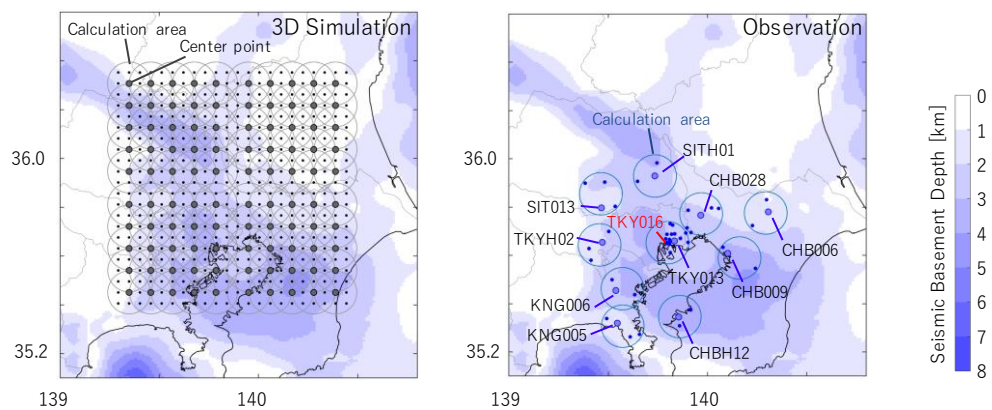 3D Simulation
Calculation area
Center point
36.0
35.2
139
140
Observation
Calculation area
SITH01
CHB028
SIT013
TKY016
TKYH02
CHB006
TKY013
CHB009
KNG006
KNG005
CHBH12
36.0
35.2
139
140
Seismic Basement Depth [km]
0
1
2
3
4
5
6
7
8